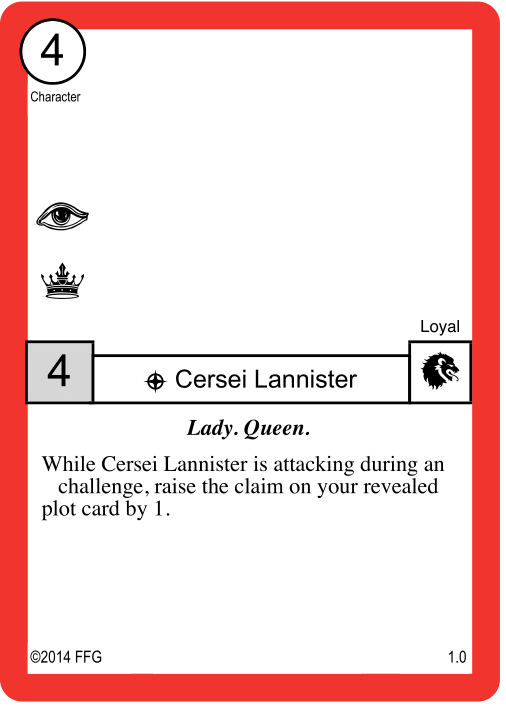 4
Character
Loyal
4
Cersei Lannister
Lady. Queen.
While Cersei Lannister is attacking during an
challenge, raise the claim on your revealed
plot card by 1.
©2014 FFG
1.0